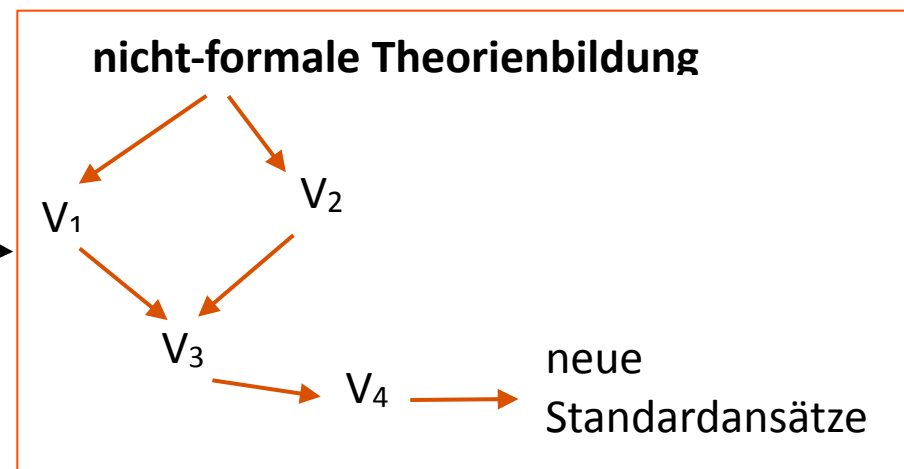 nicht-formale Theorienbildung
V₁
V₂
V₃
V₄
neue
Standardansätze